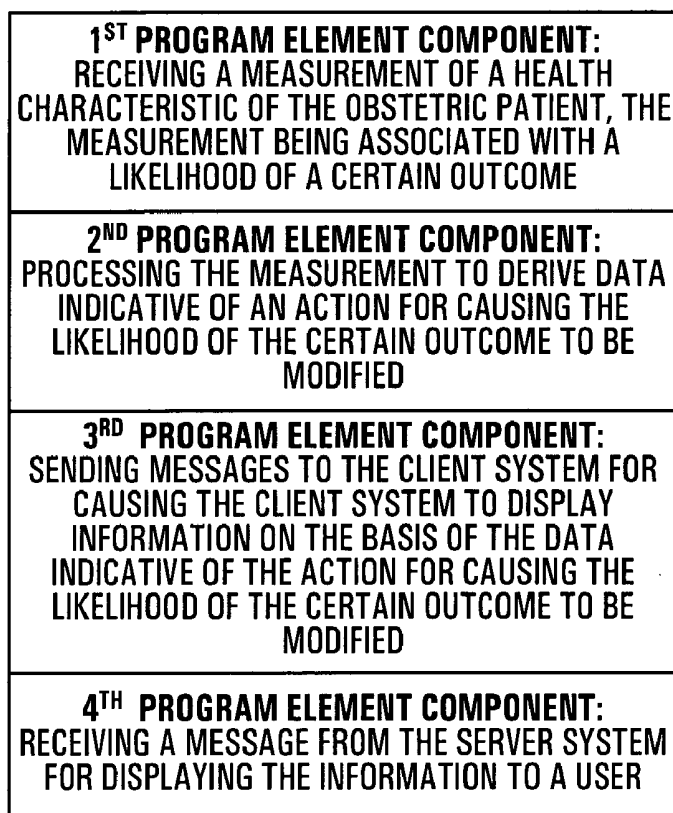 1ST PROGRAM ELEMENT COMPONENT:
RECEIVING A MEASUREMENT OF A HEALTH
CHARACTERISTIC OF THE OBSTETRIC PATIENT, THE
MEASUREMENT BEING ASSOCIATED WITH A
LIKELIHOOD OF A CERTAIN OUTCOME
2ND PROGRAM ELEMENT COMPONENT:
PROCESSING THE MEASUREMENT TO DERIVE DATA
INDICATIVE OF AN ACTION FOR CAUSING THE
LIKELIHOOD OF THE CERTAIN OUTCOME TO BE
MODIFIED
3RD PROGRAM ELEMENT COMPONENT:
SENDING MESSAGES TO THE CLIENT SYSTEM FOR
CAUSING THE CLIENT SYSTEM TO DISPLAY
INFORMATION ON THE BASIS OF THE DATA
INDICATIVE OF THE ACTION FOR CAUSING THE
LIKELIHOOD OF THE CERTAIN OUTCOME TO BE
MODIFIED
4TH PROGRAM ELEMENT COMPONENT:
RECEIVING A MESSAGE FROM THE SERVER SYSTEM
FOR DISPLAYING THE INFORMATION TO A USER